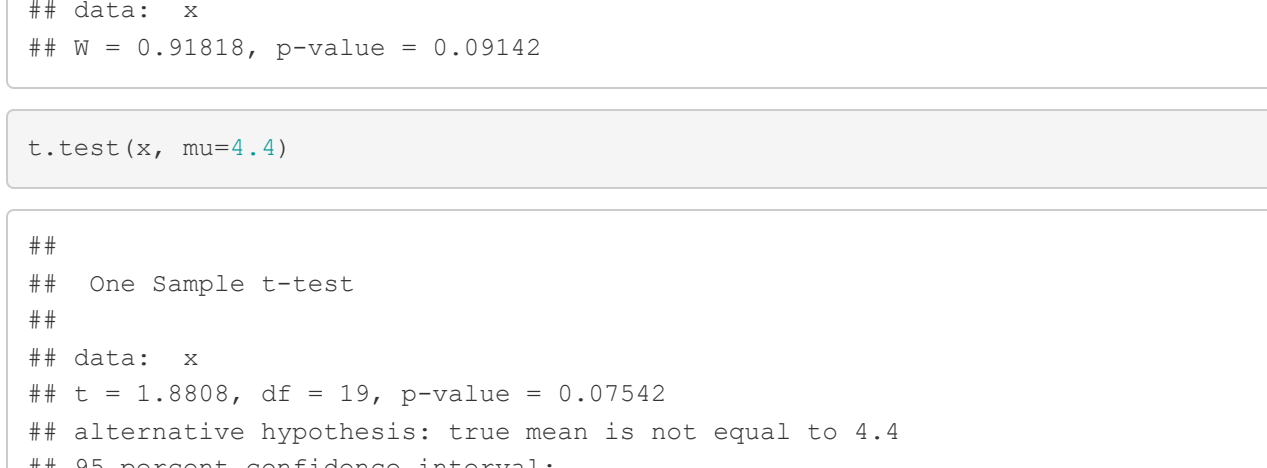 ## data:  x
## W = 0.91818, p-value = 0.09142
t.test(x, mu=4.4)
##
##  One Sample t-test
##
## data:  x
## t = 1.8808, df = 19, p-value = 0.07542
## alternative hypothesis: true mean is not equal to 4.4
## 95 percent confidence interval: